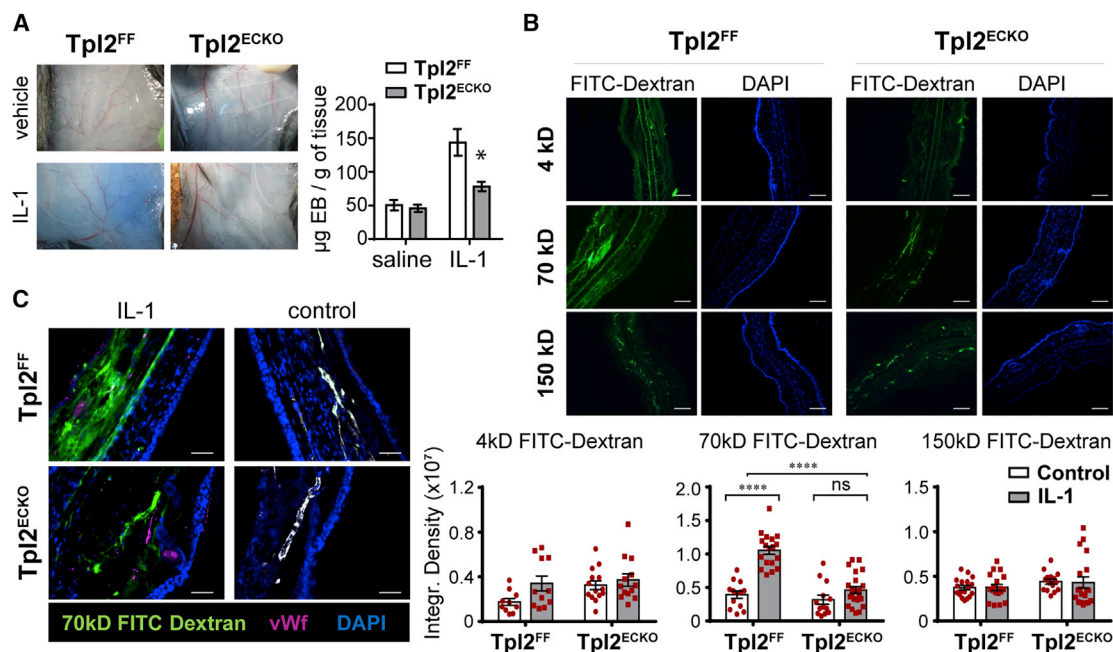 A
Tpl2FF
Tpl2ECKO
vehicle
IL-1
Tpl2FF
Tpl2ECKO
µg EB / g of tissue
200
150
100
50
0
*
saline
IL-1
B
Tpl2FF
Tpl2ECKO
FITC-Dextran
DAPI
FITC-Dextran
DAPI
4 kD
70 kD
150 kD
C
IL-1
control
Tpl2FF
Tpl2ECKO
70kD FITC Dextran
vWf
DAPI
4kD FITC-Dextran
70kD FITC-Dextran
150kD FITC-Dextran
Integr. Density (x10⁷)
1.2
0.8
0.4
0
Tpl2FF
Tpl2ECKO
2.0
1.5
1.0
0.5
0
****
****
ns
Tpl2FF
Tpl2ECKO
Control
IL-1
1.5
1.0
0.5
0
Tpl2FF
Tpl2ECKO